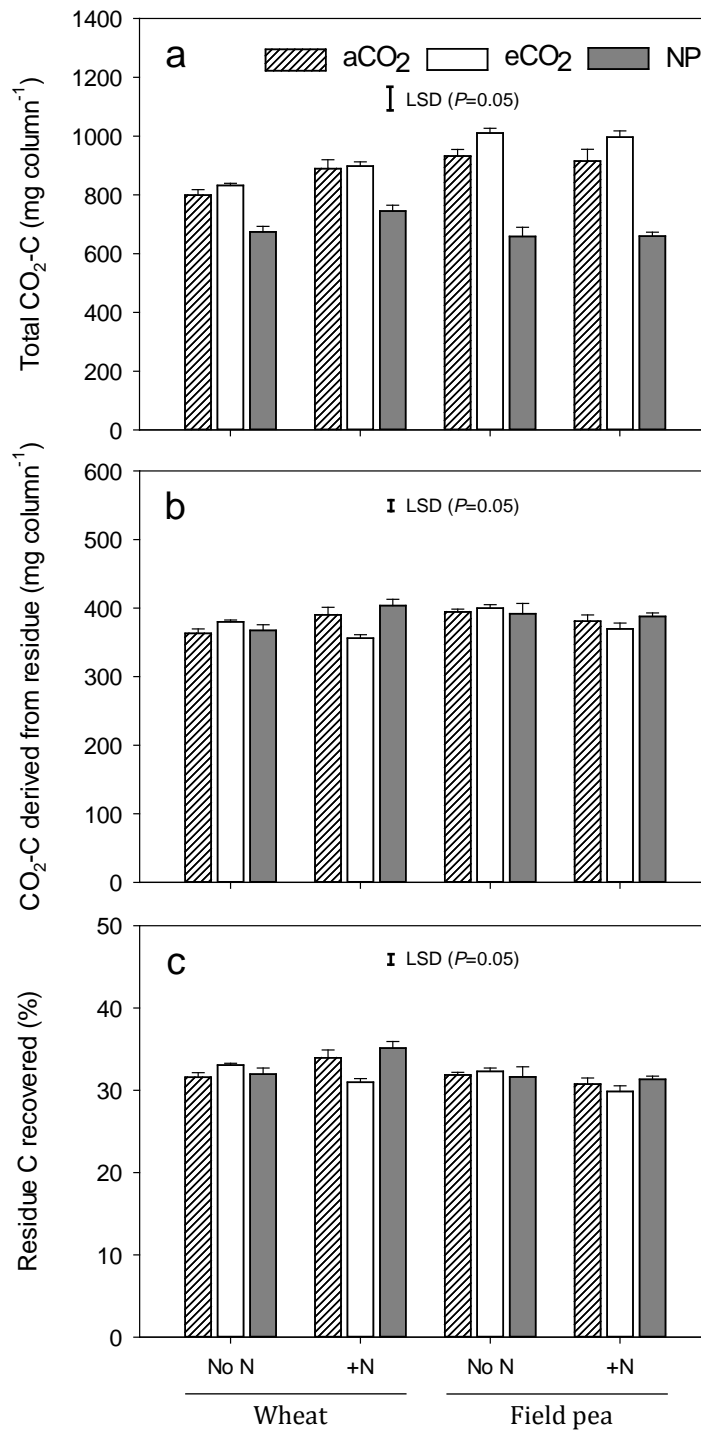 a
aCO₂ eCO₂ NP
LSD (P=0.05)
Total CO₂-C (mg column⁻¹)
1400
1200
1000
800
600
400
200
0
b
LSD (P=0.05)
CO₂-C derived from residue (mg column⁻¹)
600
500
400
300
200
100
0
c
LSD (P=0.05)
Residue C recovered (%)
50
40
30
20
10
0
No N +N No N +N
Wheat Field pea